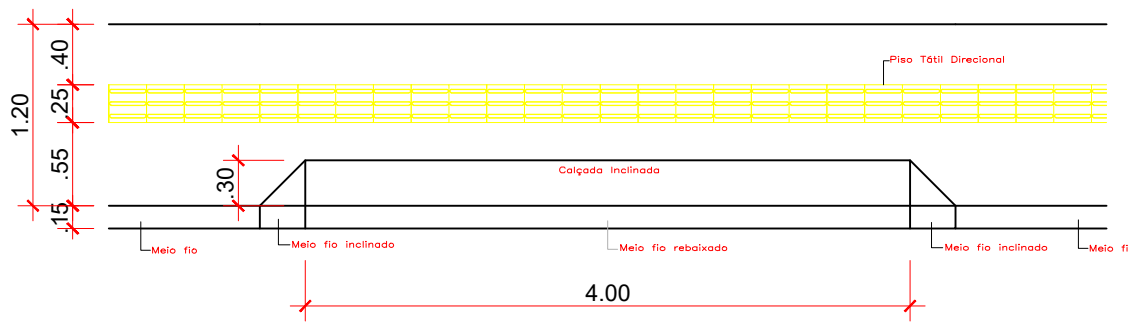 .40
Piso Tátil Direcional
.25
1.20
.55
.30
Calçada Inclinada
.15
Meio fio
Meio fio inclinado
Meio fio rebaixado
Meio fio inclinado
Meio fi
4.00